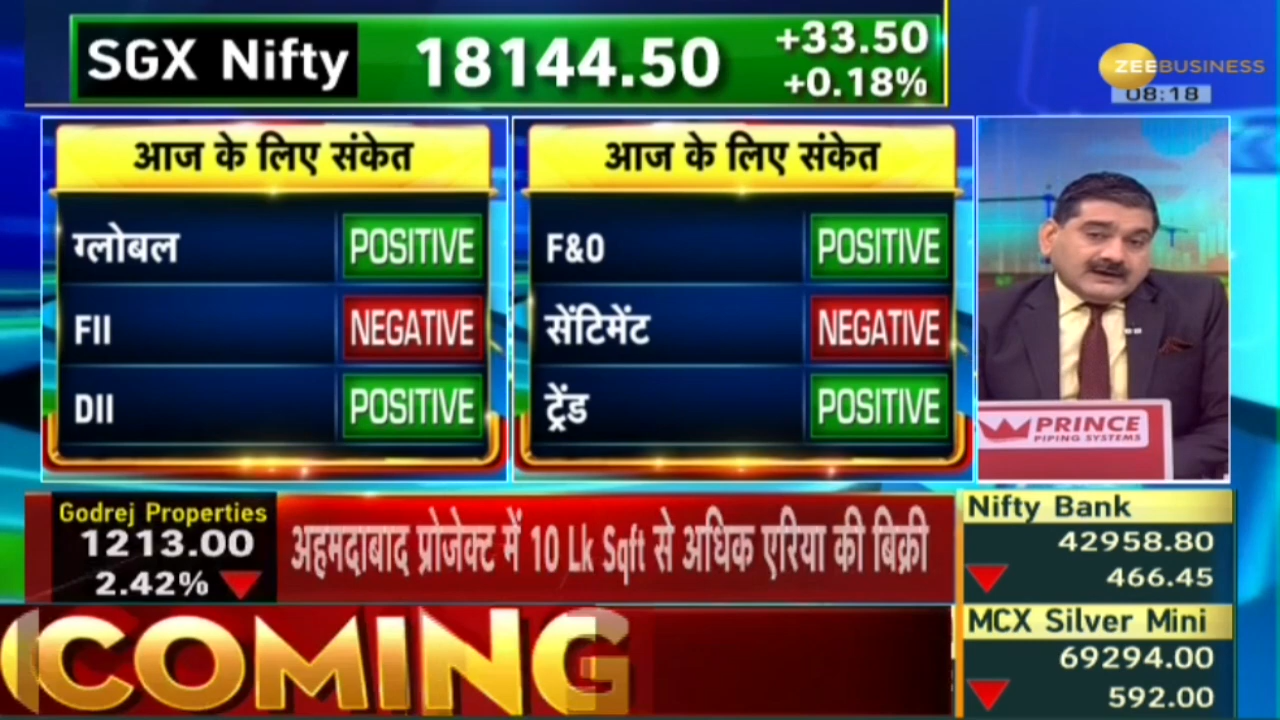 SGX Nifty
18144.50
+33.50
+0.18%
ZEEBUSINESS
08:18
आज के लिए संकेत
ग्लोबल POSITIVE
FII NEGATIVE
DII POSITIVE
आज के लिए संकेत
F&O POSITIVE
सेंटिमेंट NEGATIVE
ट्रेंड POSITIVE
PRINCE
PIPING SYSTEMS
Godrej Properties
1213.00
2.42%
अहमदाबाद प्रोजेक्ट में 10 Lk Sqft से अधिक एरिया की बिक्री
Nifty Bank
42958.80
466.45
COMING
MCX Silver Mini
69294.00
592.00